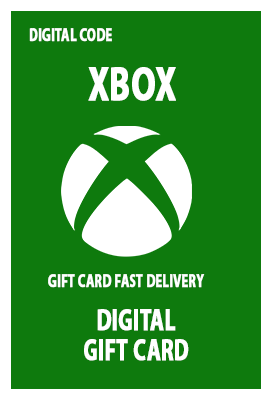 DIGITAL CODE
XBOX
GIFT CARD FAST DELIVERY
DIGITAL
GIFT CARD